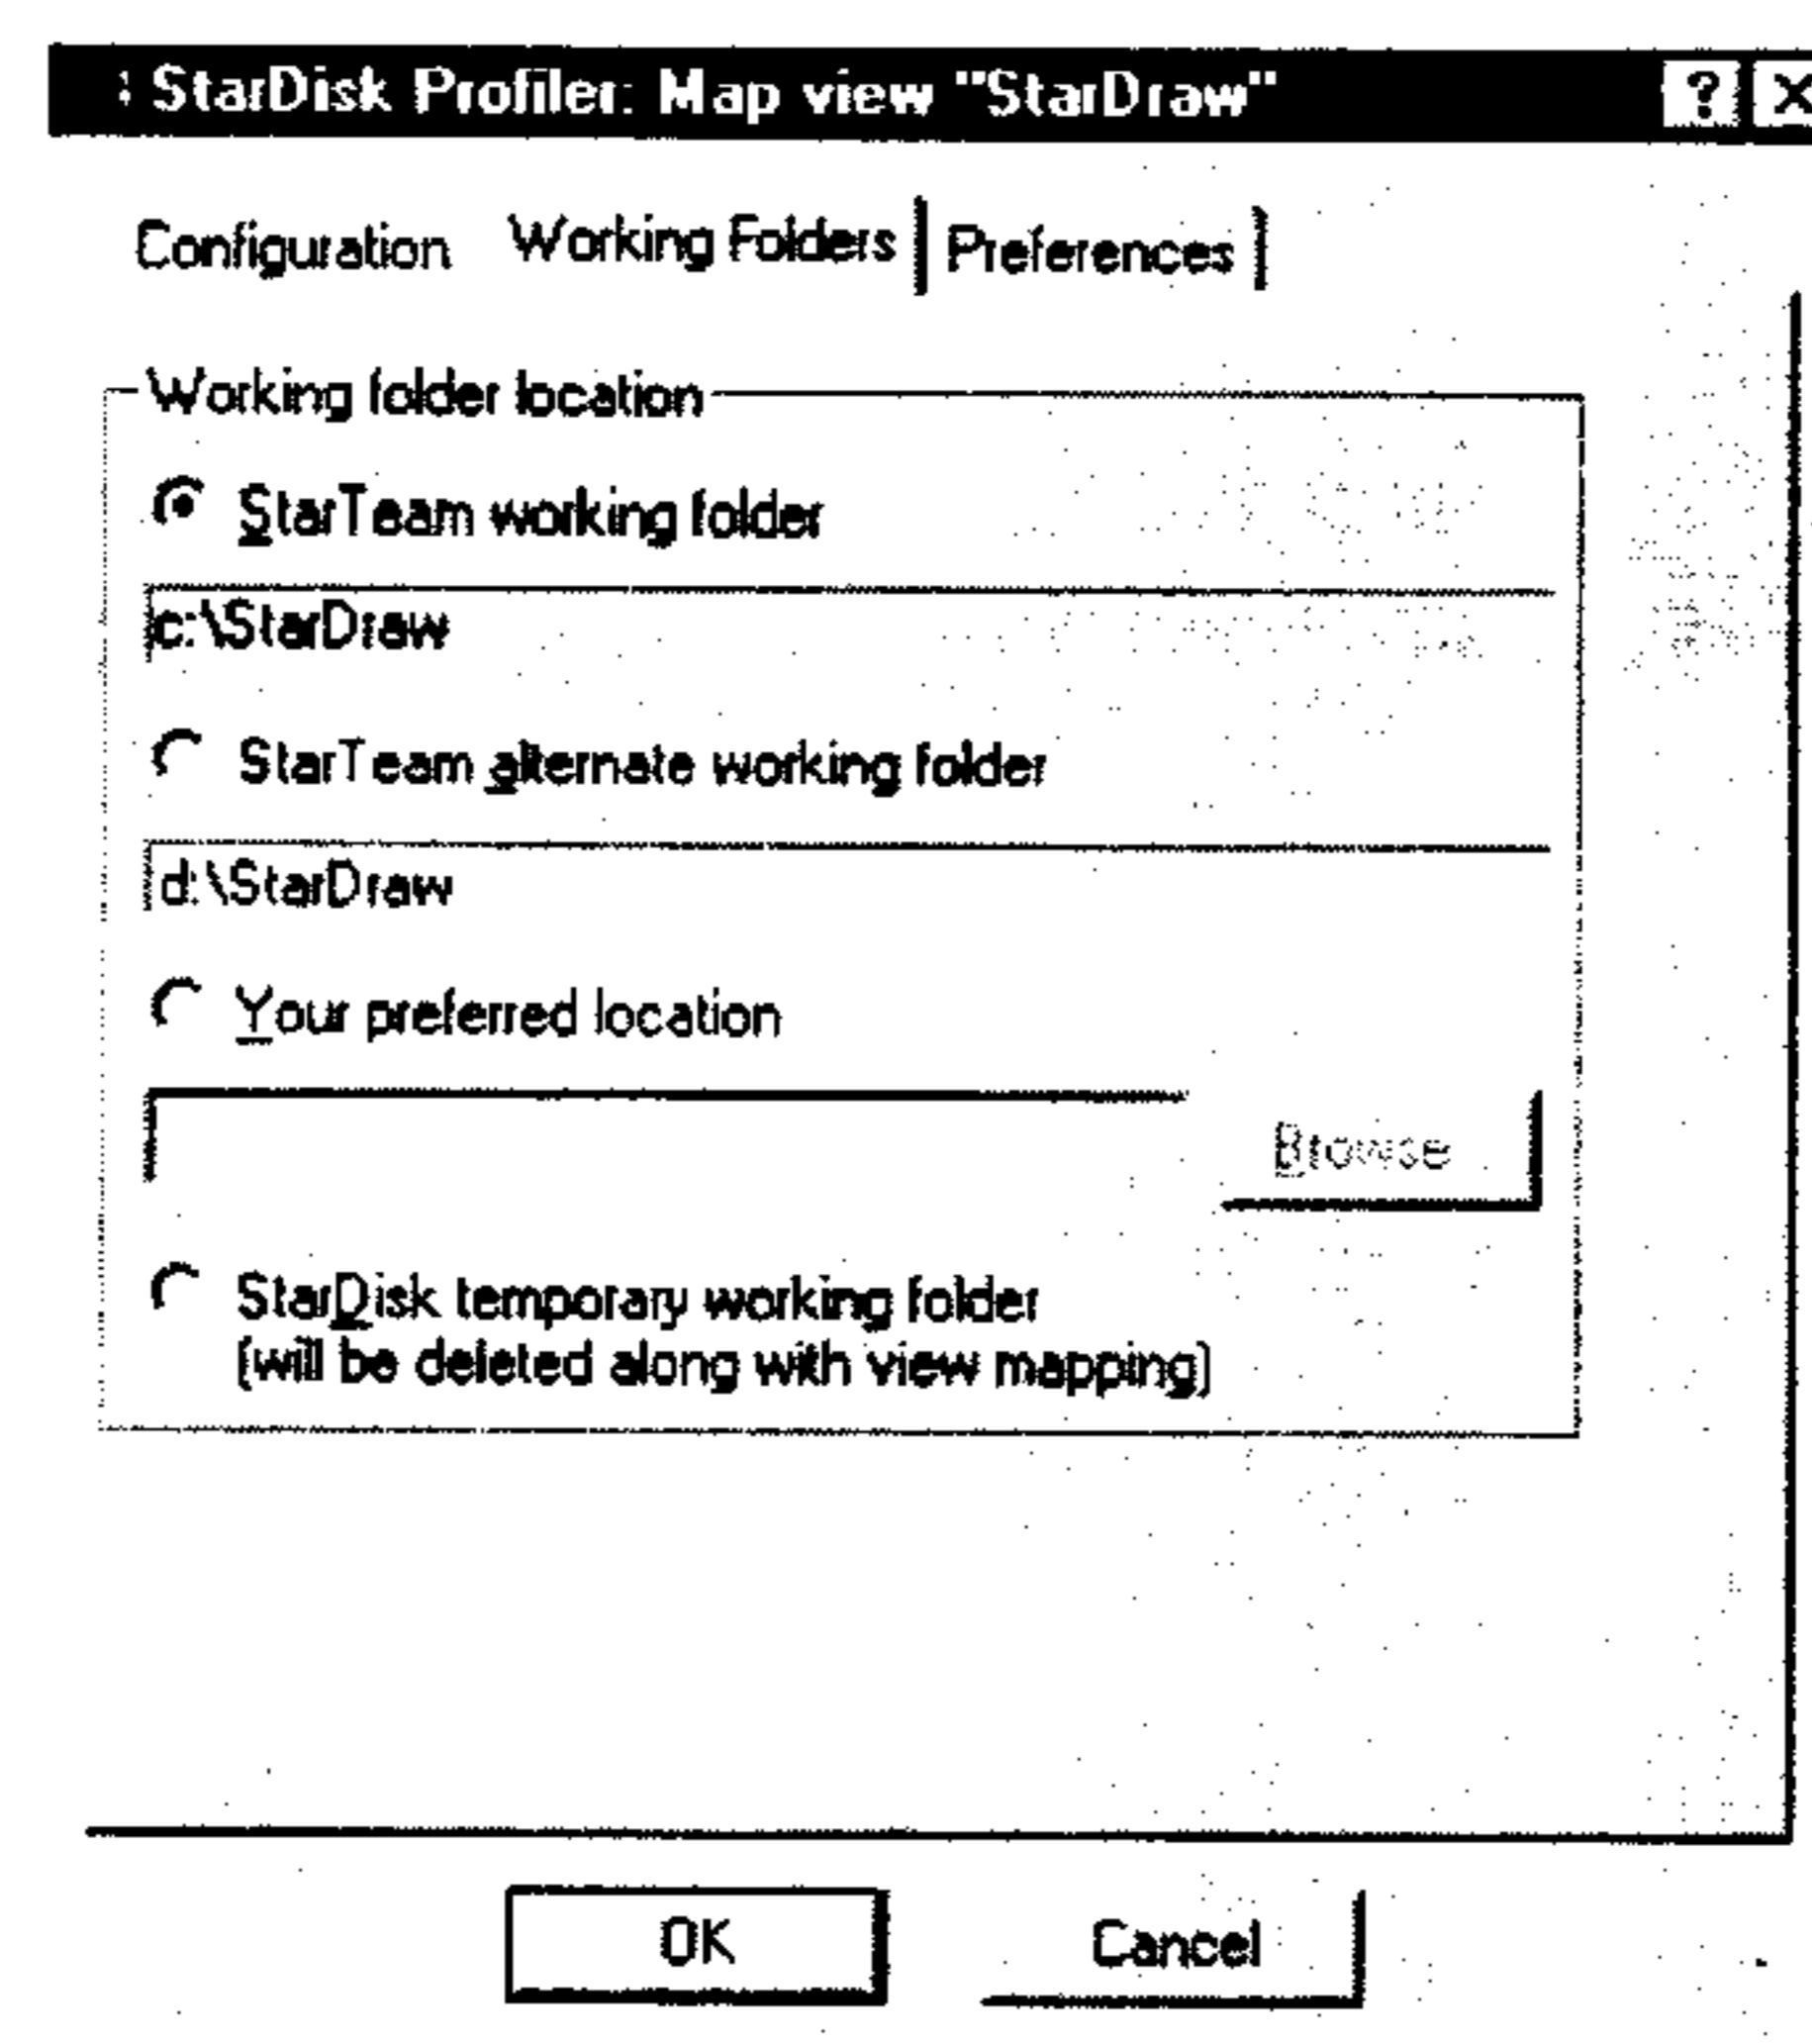 StarDisk Profiler: Map view "StarDraw" ? X
Configuration Working Folders Preferences
Working folder location
StarTeam working folder
c:\StarDraw
StarTeam alternate working folder
d:\StarDraw
Your preferred location
Browse
StarDisk temporary working folder
(will be deleted along with view mapping)
OK Cancel